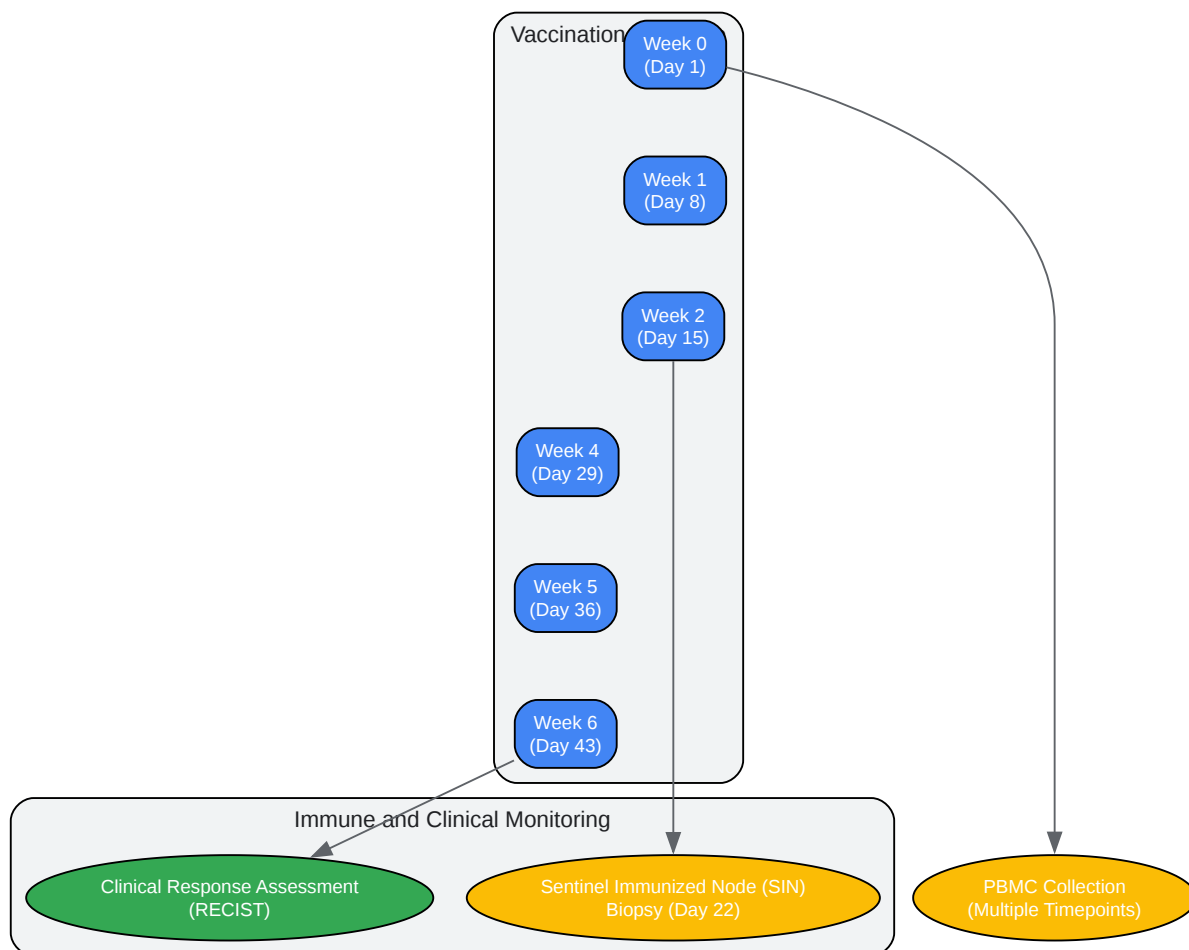 Vaccination
Week 0
(Day 1)
Week 1
(Day 8)
Week 2
(Day 15)
Week 4
(Day 29)
Week 5
(Day 36)
Week 6
(Day 43)
Immune and Clinical Monitoring
Clinical Response Assessment
(RECIST)
Sentinel Immunized Node (SIN)
Biopsy (Day 22)
PBMC Collection
(Multiple Timepoints)